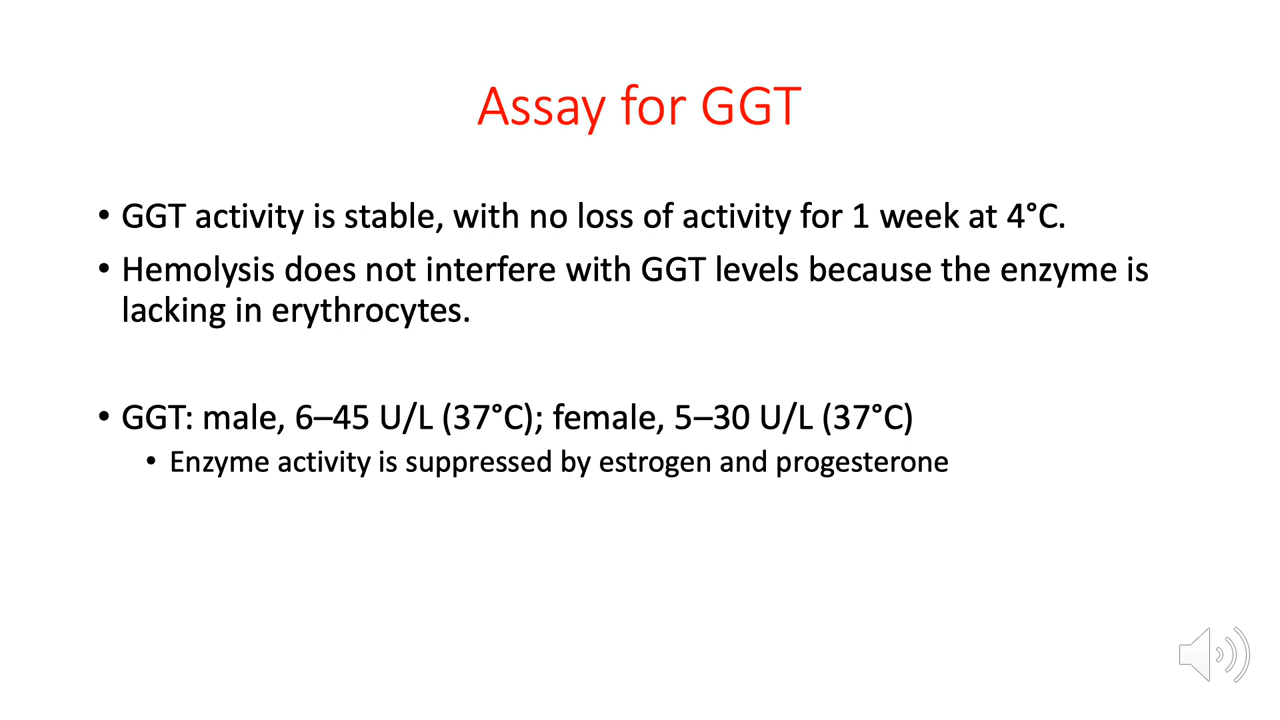 Assay for GGT
• GGT activity is stable, with no loss of activity for 1 week at 4°C.
• Hemolysis does not interfere with GGT levels because the enzyme is
lacking in erythrocytes.
• GGT: male, 6–45 U/L (37°C); female, 5–30 U/L (37°C)
• Enzyme activity is suppressed by estrogen and progesterone